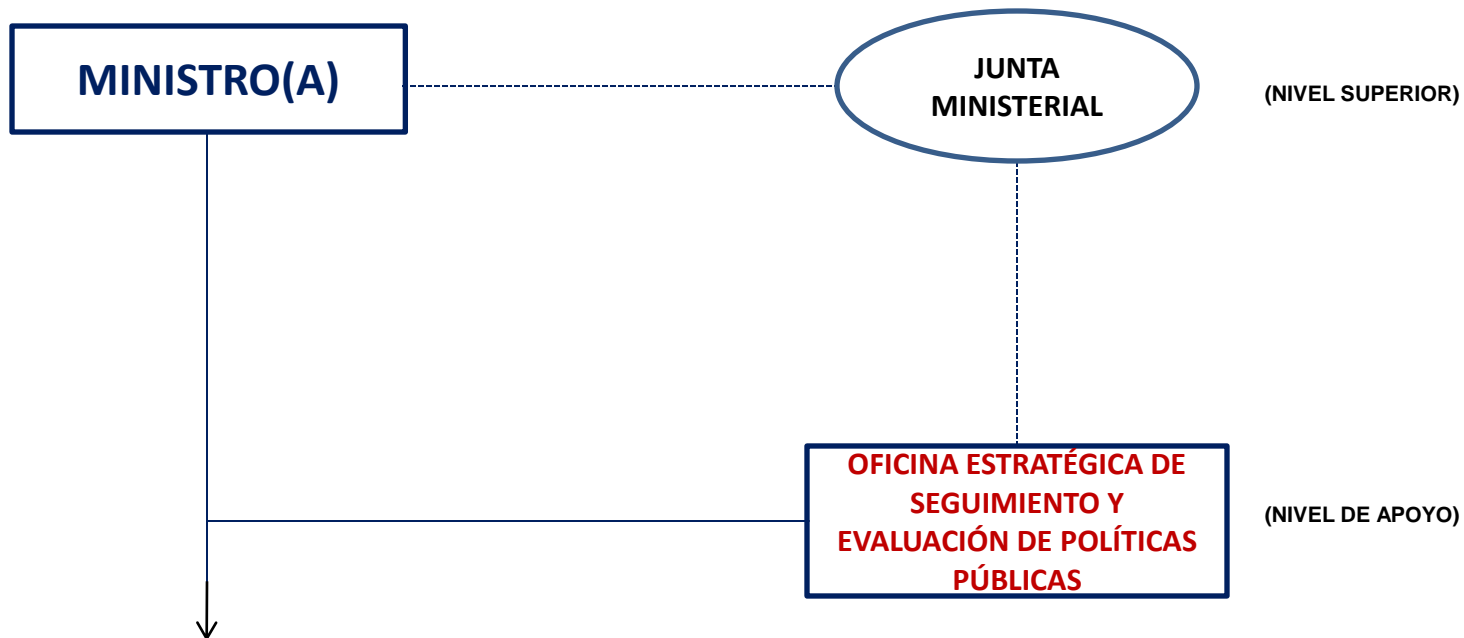 MINISTRO(A)
JUNTA
MINISTERIAL
(NIVEL SUPERIOR)
OFICINA ESTRATÉGICA DE
SEGUIMIENTO Y
EVALUACIÓN DE POLÍTICAS
PÚBLICAS
(NIVEL DE APOYO)